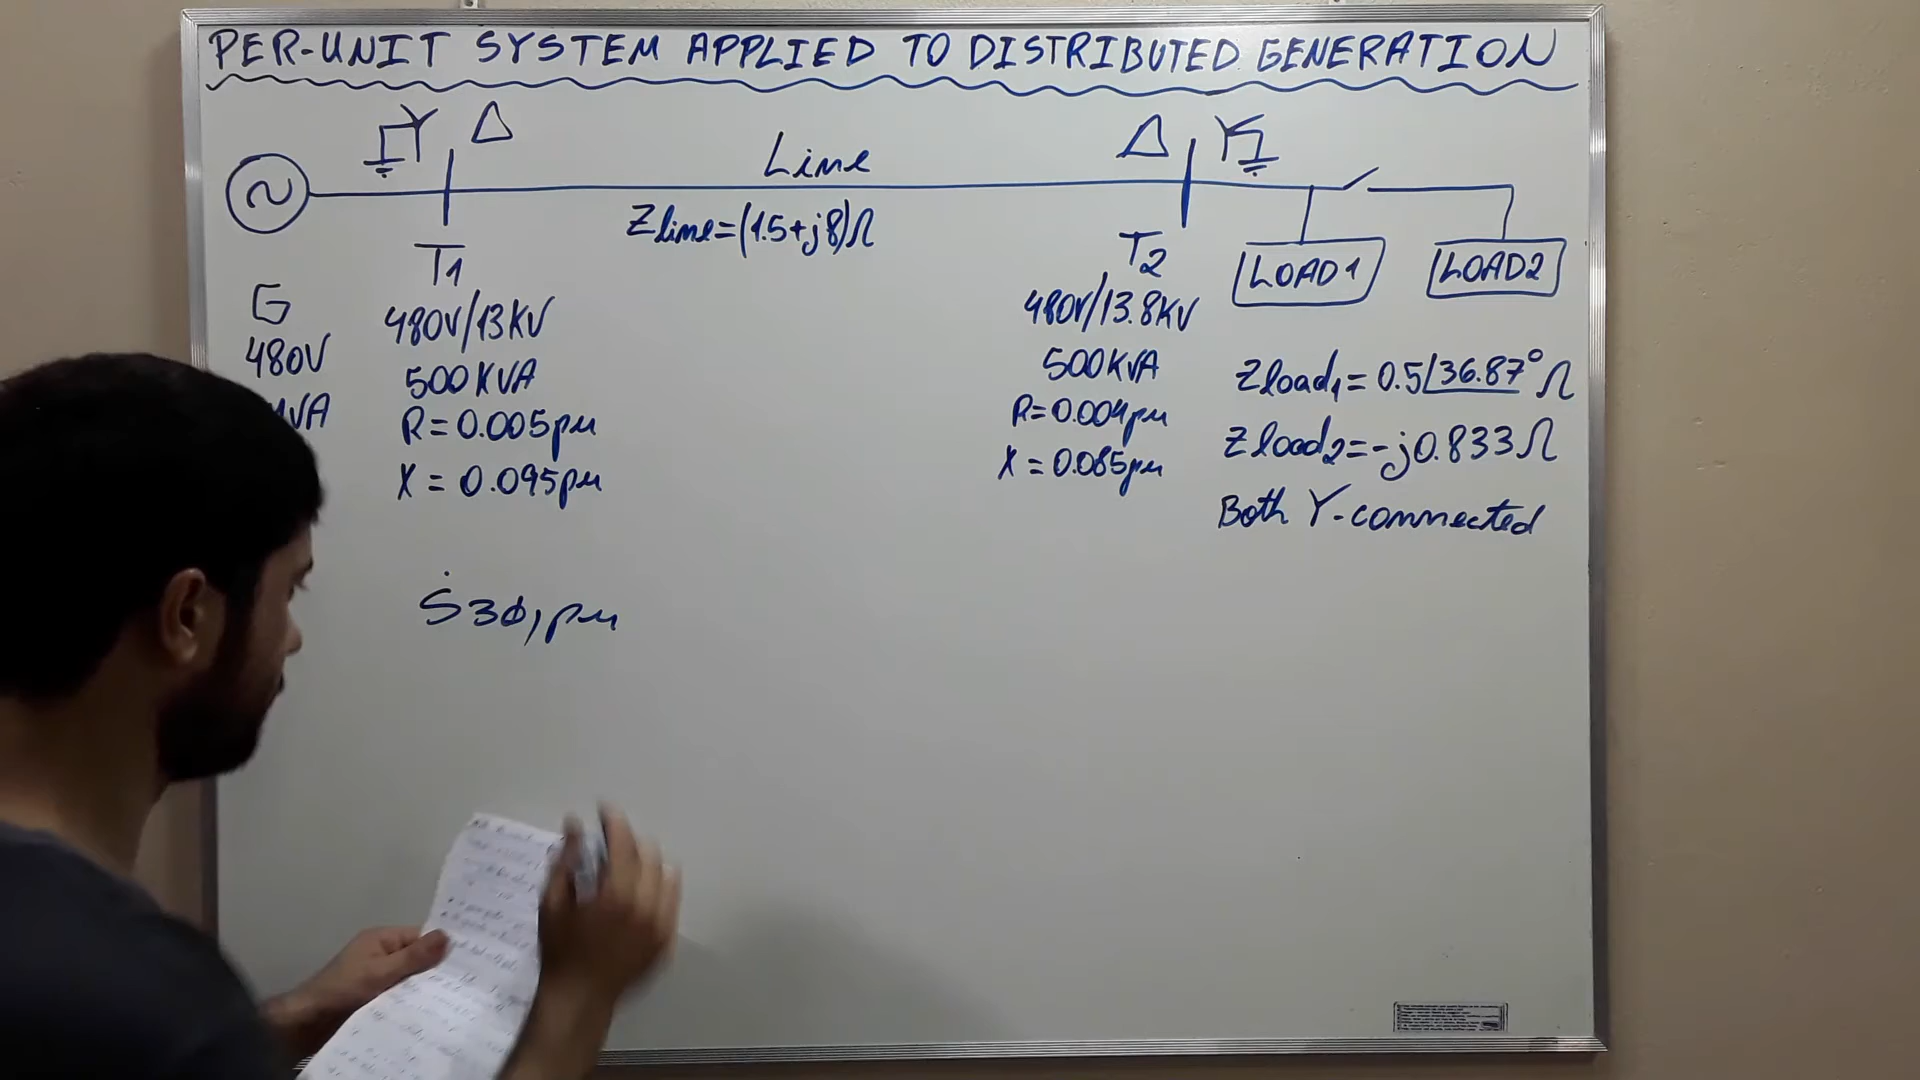 PER-UNIT SYSTEM APPLIED TO DISTRIBUTED GENERATION
Y Δ
Line
Δ Y
Zline=(1.5+j8)Ω
T1
T2
LOAD1
LOAD2
G
480V
VA
480V/13KV
500KVA
R=0.005pu
X=0.095pu
480V/13.8KV
500KVA
R=0.004pu
X=0.085pu
Zload1=0.5∠36.87°Ω
Zload2=-j0.833Ω
Both Y-connected
Ṡ3ϕ,pu